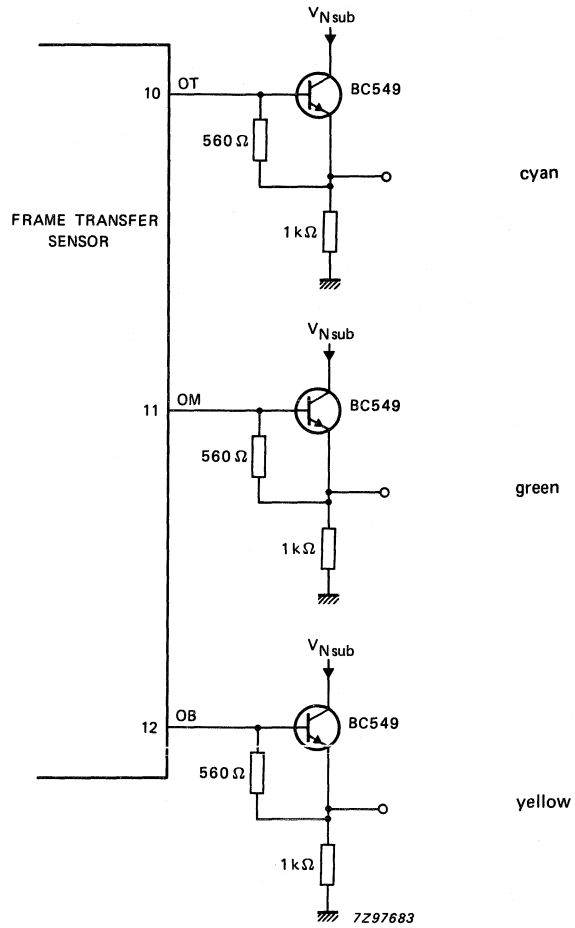 VNsub
10 OT
BC549
560 Ω
cyan
FRAME TRANSFER
SENSOR
1 kΩ
VNsub
11 OM
BC549
560 Ω
green
1 kΩ
VNsub
12 OB
BC549
560 Ω
yellow
1 kΩ
7Z97683